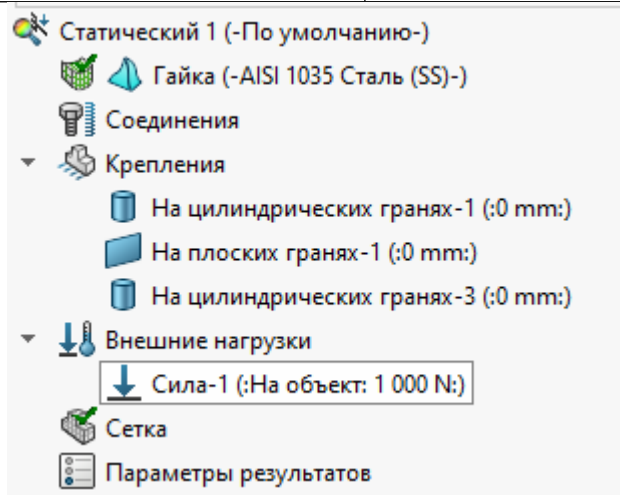 Статический 1 (-По умолчанию-)
Гайка (-AISI 1035 Сталь (SS)-)
Соединения
Крепления
На цилиндрических гранях-1 (:0 mm:)
На плоских гранях-1 (:0 mm:)
На цилиндрических гранях-3 (:0 mm:)
Внешние нагрузки
Сила-1 (:На объект: 1 000 N:)
Сетка
Параметры результатов